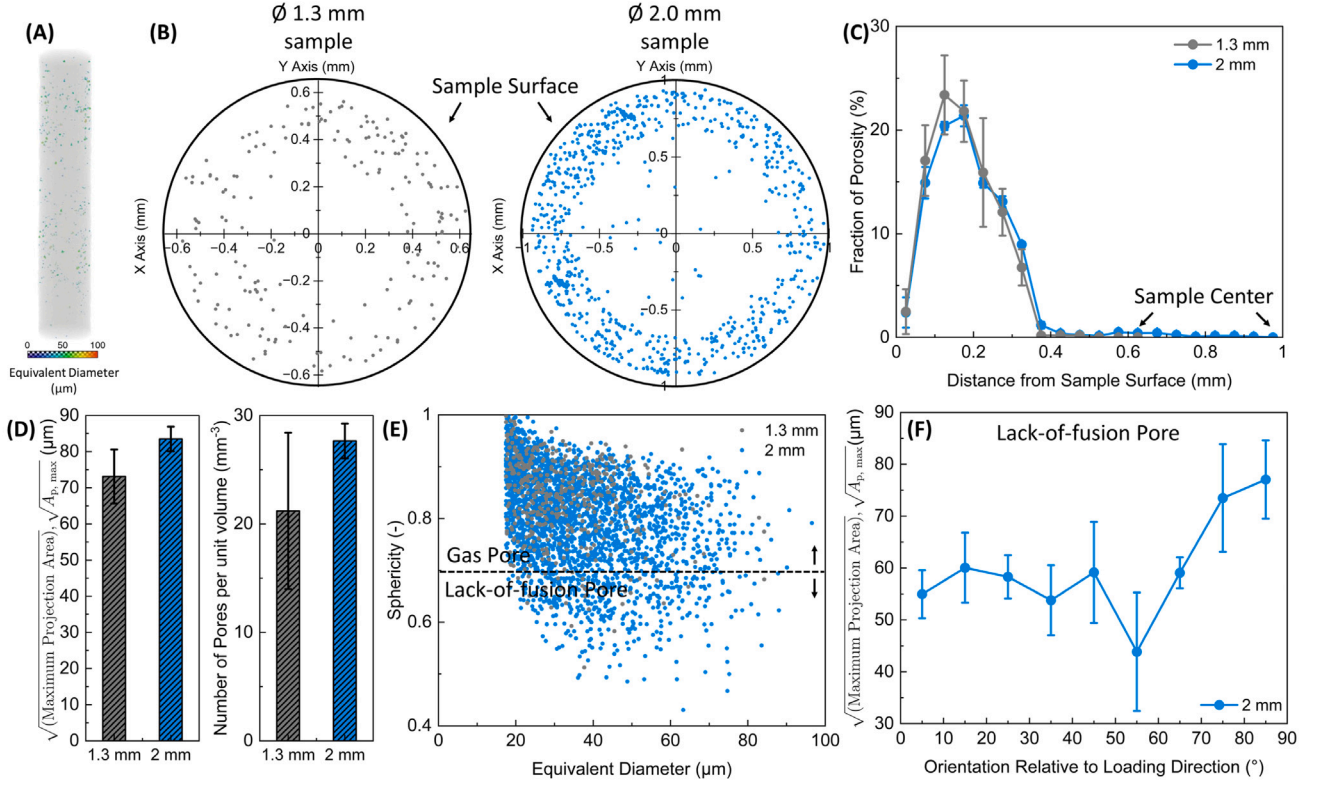 (A)
0 50 100
Equivalent Diameter
(µm)
(B)
Ø 1.3 mm
sample
Y Axis (mm)
X Axis (mm)
0.6
0.4
0.2
0
−0.2
−0.4
−0.6
−0.6 −0.4 −0.2 0 0.2 0.4 0.6
Sample Surface
Ø 2.0 mm
sample
Y Axis (mm)
X Axis (mm)
1
0.5
0
−0.5
−1
−1 −0.5 0 0.5 1
(C)
1.3 mm
2 mm
Fraction of Porosity (%)
30
20
10
0
Sample Center
0 0.2 0.4 0.6 0.8 1
Distance from Sample Surface (mm)
(D)
√(Maximum Projection Area), √A p, max (µm)
90
80
70
60
50
40
30
20
10
0
1.3 mm 2 mm
Number of Pores per unit volume (mm⁻³)
30
20
10
0
1.3 mm 2 mm
(E)
1.3 mm
2 mm
Sphericity (-)
1
0.8
0.6
0.4
Gas Pore
Lack-of-fusion Pore
0 20 40 60 80 100
Equivalent Diameter (µm)
(F)
Lack-of-fusion Pore
√(Maximum Projection Area), √A p, max (µm)
90
80
70
60
50
40
30
2 mm
0 10 20 30 40 50 60 70 80 90
Orientation Relative to Loading Direction (°)